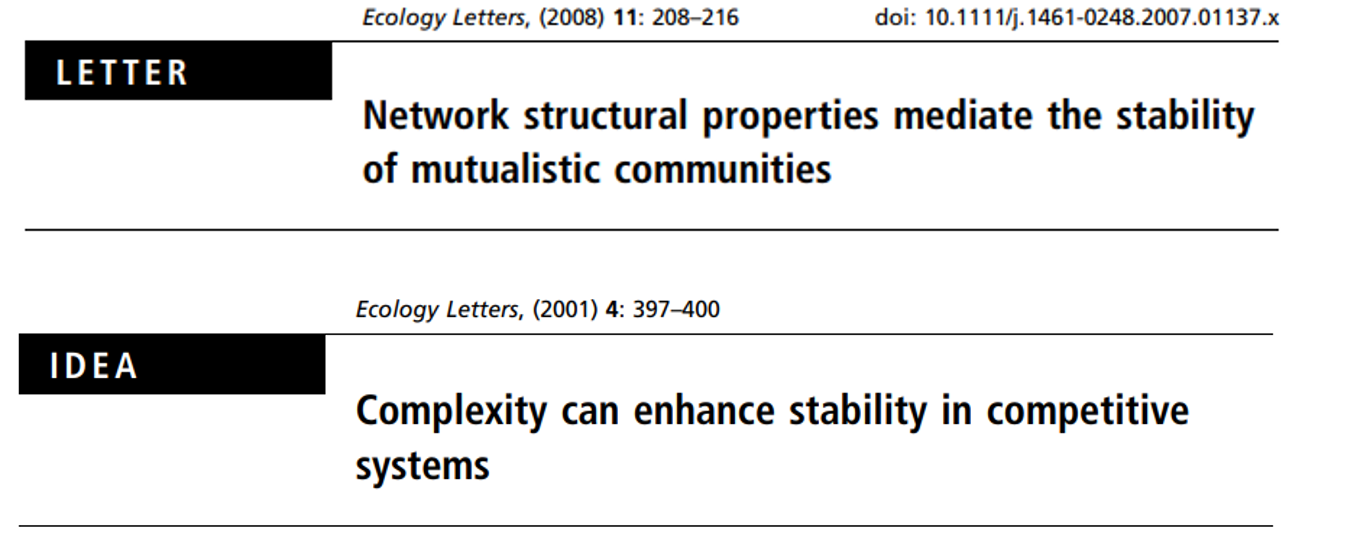 Ecology Letters, (2008) 11: 208–216 doi: 10.1111/j.1461-0248.2007.01137.x
LETTER
Network structural properties mediate the stability
of mutualistic communities
Ecology Letters, (2001) 4: 397–400
IDEA
Complexity can enhance stability in competitive
systems